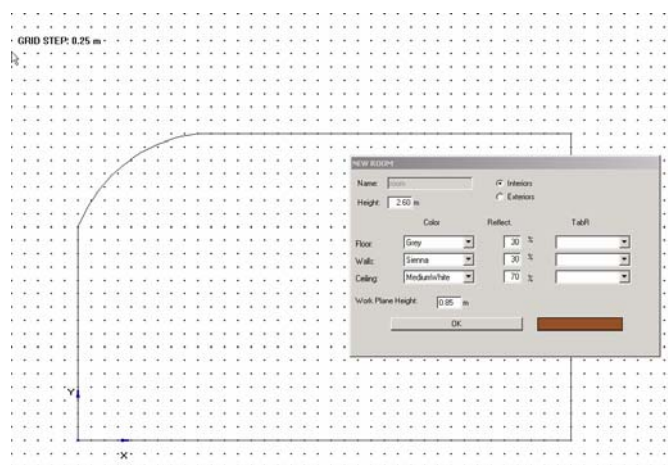 GRID STEP: 0.25 m
NEW ROOM
Name: room Interiors
Exteriors
Height: 2.60 m
Color Reflect. TabR
Floor: Grey 30 %
Walls: Sienna 30 %
Ceiling: MediumWhite 70 %
Work Plane Height: 0.85 m
OK
Y
X